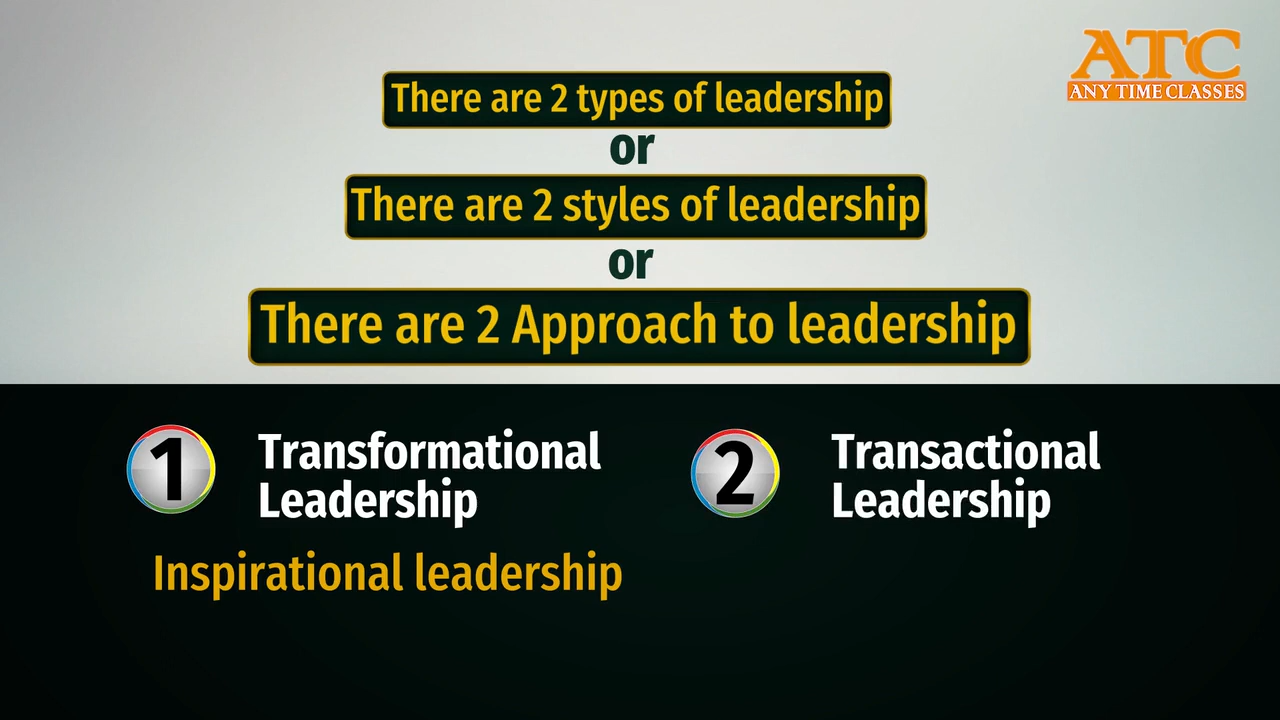 ATC
ANY TIME CLASSES
There are 2 types of leadership
or
There are 2 styles of leadership
or
There are 2 Approach to leadership
1 Transformational
Leadership
2 Transactional
Leadership
Inspirational leadership